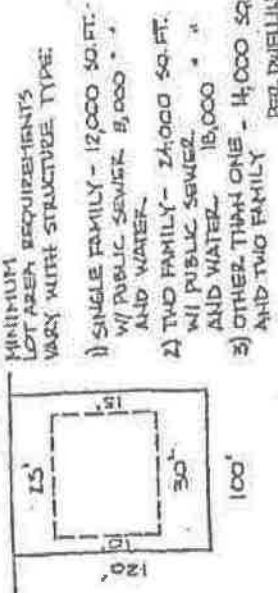 MINIMUM
LOT AREA REQUIREMENTS
VARY WITH STRUCTURE TYPE:
1) SINGLE FAMILY - 12,000 SQ.FT.
W/ PUBLIC SEWER 8,000 " "
AND WATER
2) TWO FAMILY - 24,000 SQ.FT.
W/ PUBLIC SEWER " "
AND WATER 18,000
3) OTHER THAN ONE - 14,000 SQ.
AND TWO FAMILY PER
15'
10'
30'
120'
100'